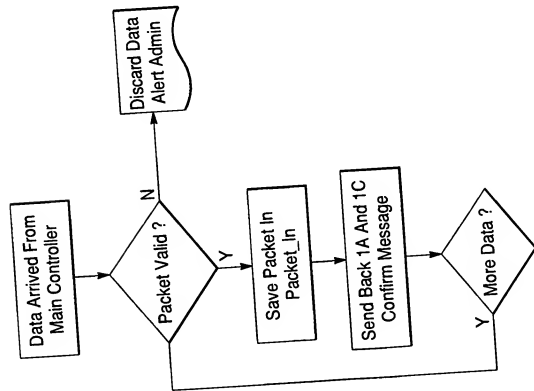 Data Arrived From
Main Controller
Packet Valid ?
N
Discard Data
Alert Admin
Y
Save Packet In
Packet_In
Send Back 1A And 1C
Confirm Message
More Data ?
Y